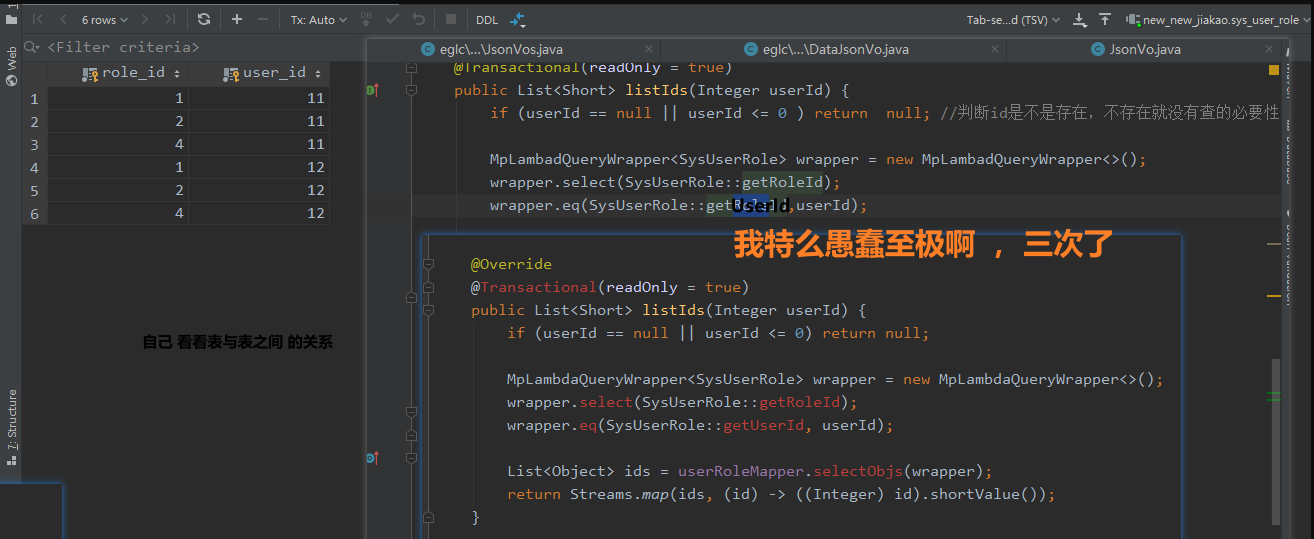 6 rows
Tx: Auto
DB
DDL
Tab-se...d (TSV)
new_new_jiakao.sys_user_role
<Filter criteria>
Web
7: Structure
role_id
user_id
1 1 11
2 2 11
3 4 11
4 1 12
5 2 12
6 4 12
自己 看看表与表之间 的关系
eglc\...\JsonVos.java
eglc\...\DataJsonVo.java
JsonVo.java
@Transactional(readOnly = true)
public List<Short> listIds(Integer userId) {
if (userId == null || userId <= 0 ) return null; //判断id是不是存在，不存在就没有查的必要性
MpLambadQueryWrapper<SysUserRole> wrapper = new MpLambadQueryWrapper<>();
wrapper.select(SysUserRole::getRoleId);
wrapper.eq(SysUserRole::getUserId,userId);
我特么愚蠢至极啊 ， 三次了
@Override
@Transactional(readOnly = true)
public List<Short> listIds(Integer userId) {
if (userId == null || userId <= 0) return null;
MpLambdaQueryWrapper<SysUserRole> wrapper = new MpLambdaQueryWrapper<>();
wrapper.select(SysUserRole::getRoleId);
wrapper.eq(SysUserRole::getUserId, userId);
List<Object> ids = userRoleMapper.selectObjs(wrapper);
return Streams.map(ids, (id) -> ((Integer) id).shortValue());
}